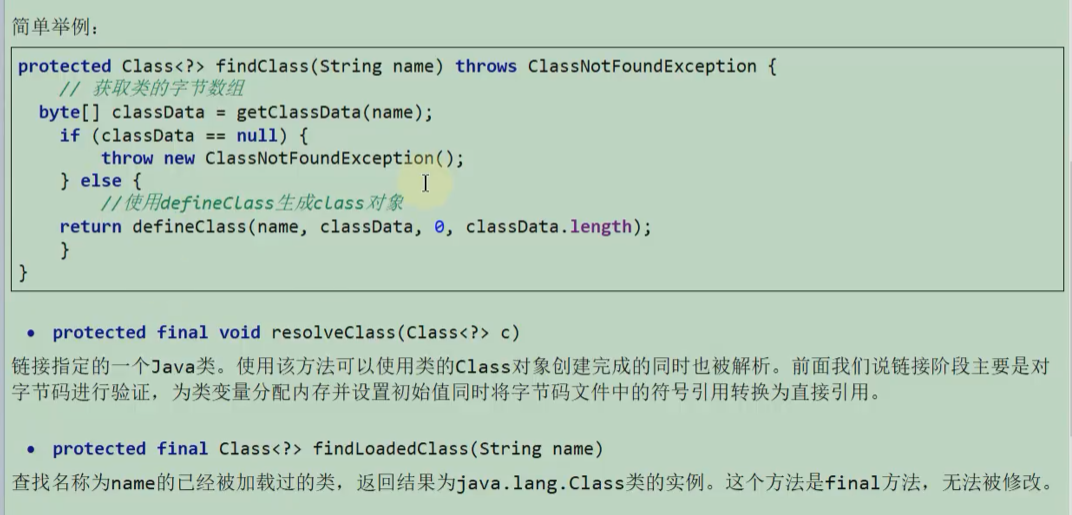 简单举例：
protected Class<?> findClass(String name) throws ClassNotFoundException {
    // 获取类的字节数组
  byte[] classData = getClassData(name);
    if (classData == null) {
        throw new ClassNotFoundException();
    } else {
        //使用defineClass生成class对象
    return defineClass(name, classData, 0, classData.length);
    }
}
• protected final void resolveClass(Class<?> c)
链接指定的一个Java类。使用该方法可以使用类的Class对象创建完成的同时也被解析。前面我们说链接阶段主要是对
字节码进行验证，为类变量分配内存并设置初始值同时将字节码文件中的符号引用转换为直接引用。
• protected final Class<?> findLoadedClass(String name)
查找名称为name的已经被加载过的类，返回结果为java.lang.Class类的实例。这个方法是final方法，无法被修改。